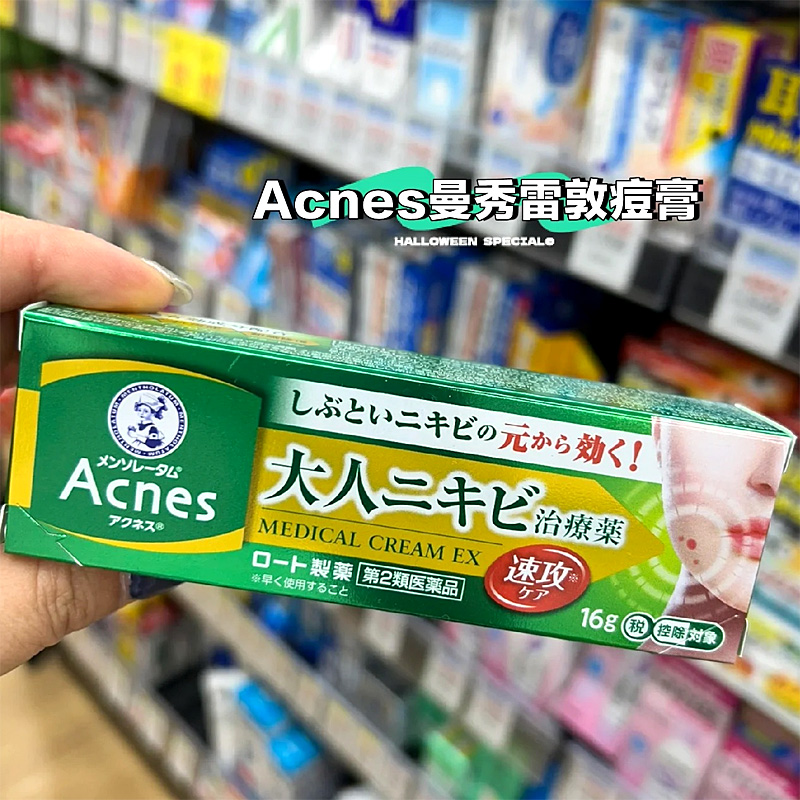 Acnes曼秀雷敦痘膏
HALLOWEEN SPECIAL@
しぶといニキビの元から効く!
メンソレータム®
Acnes
アクネス®
大人ニキビ治療薬
MEDICAL CREAM EX
ロート製薬 第2類医薬品
※早く使用すること
速攻※
ケア
16g 税 控除対象